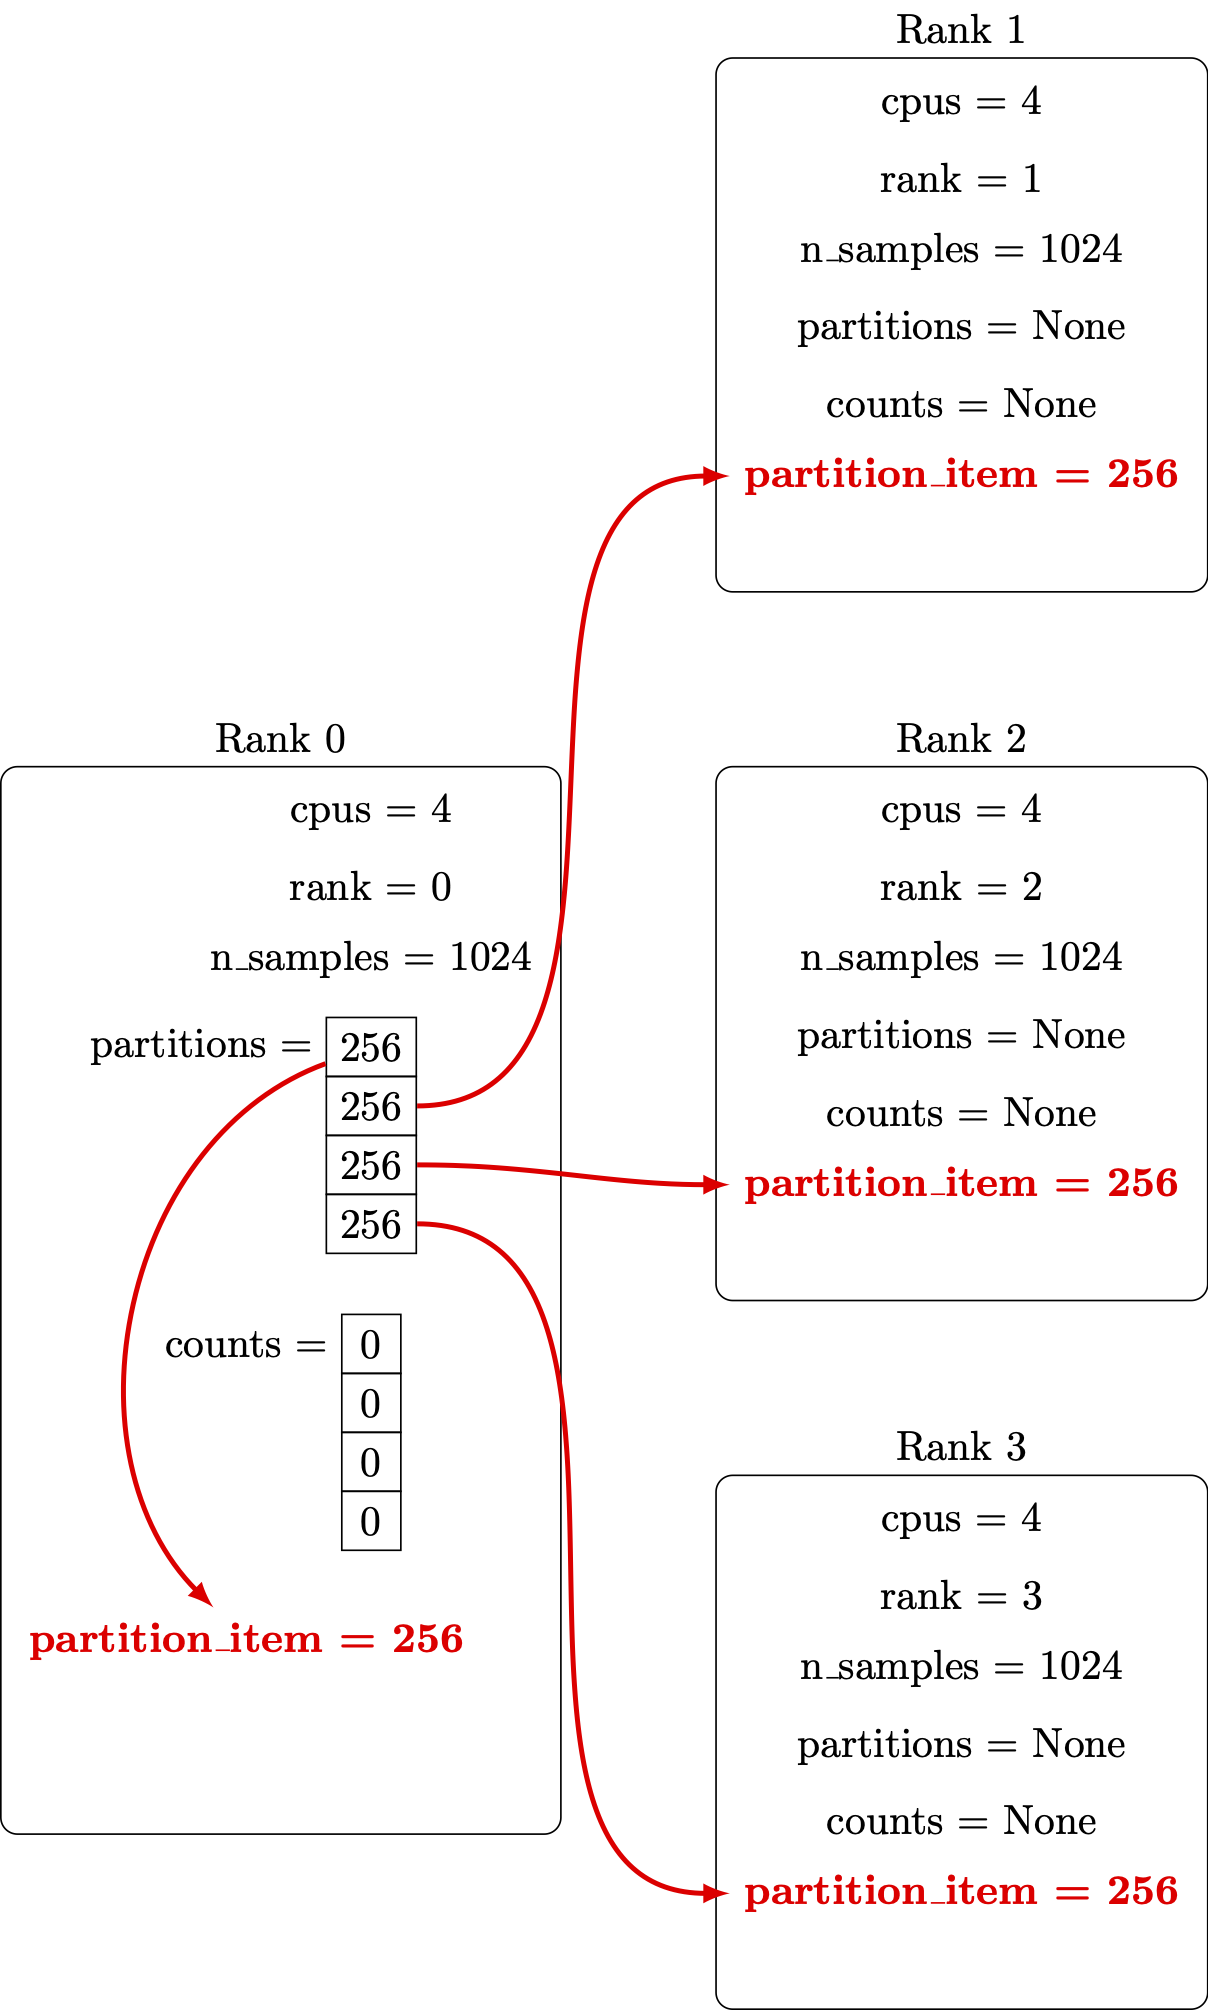 Rank 1
cpus = 4
rank = 1
n_samples = 1024
partitions = None
counts = None
partition_item = 256
Rank 0
cpus = 4
rank = 0
n_samples = 1024
partitions = 256
256
256
256
counts = 0
0
0
0
partition_item = 256
Rank 2
cpus = 4
rank = 2
n_samples = 1024
partitions = None
counts = None
partition_item = 256
Rank 3
cpus = 4
rank = 3
n_samples = 1024
partitions = None
counts = None
partition_item = 256